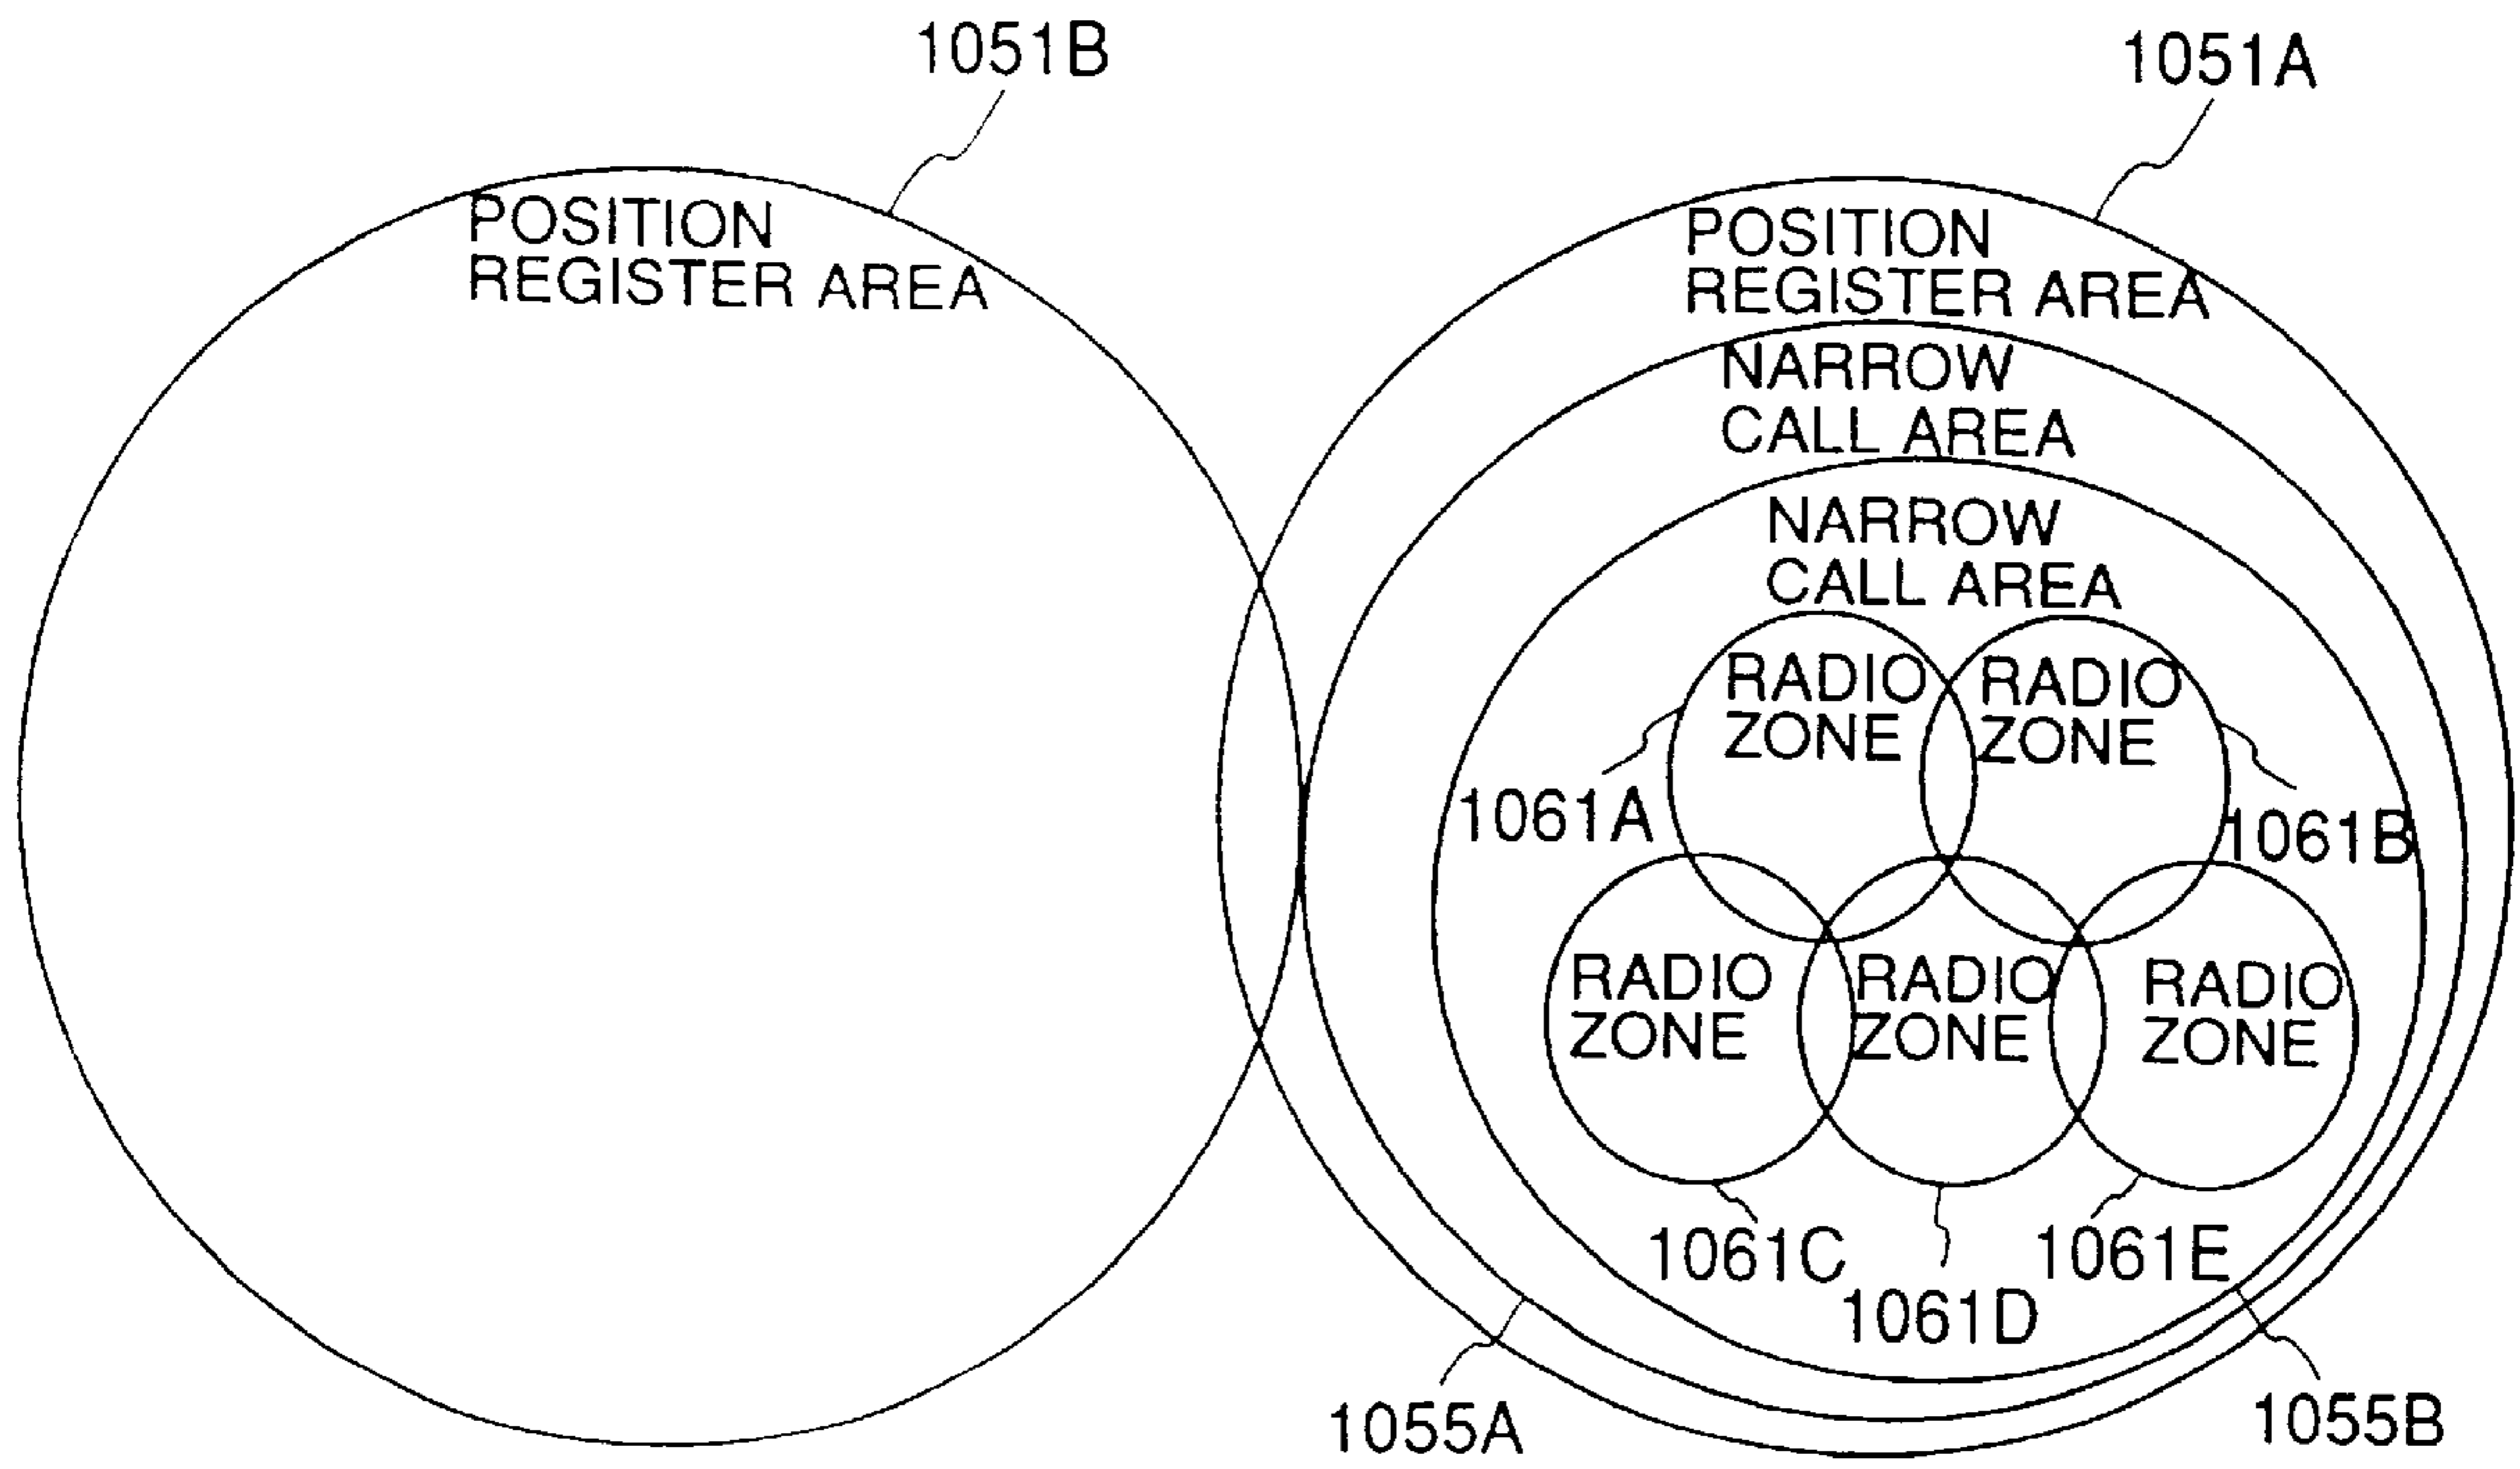 1051B
1051A
POSITION
REGISTER AREA
POSITION
REGISTER AREA
NARROW
CALL AREA
NARROW
CALL AREA
RADIO
ZONE
RADIO
ZONE
1061A
1061B
RADIO
ZONE
RADIO
ZONE
RADIO
ZONE
1061C
1061D
1061E
1055A
1055B